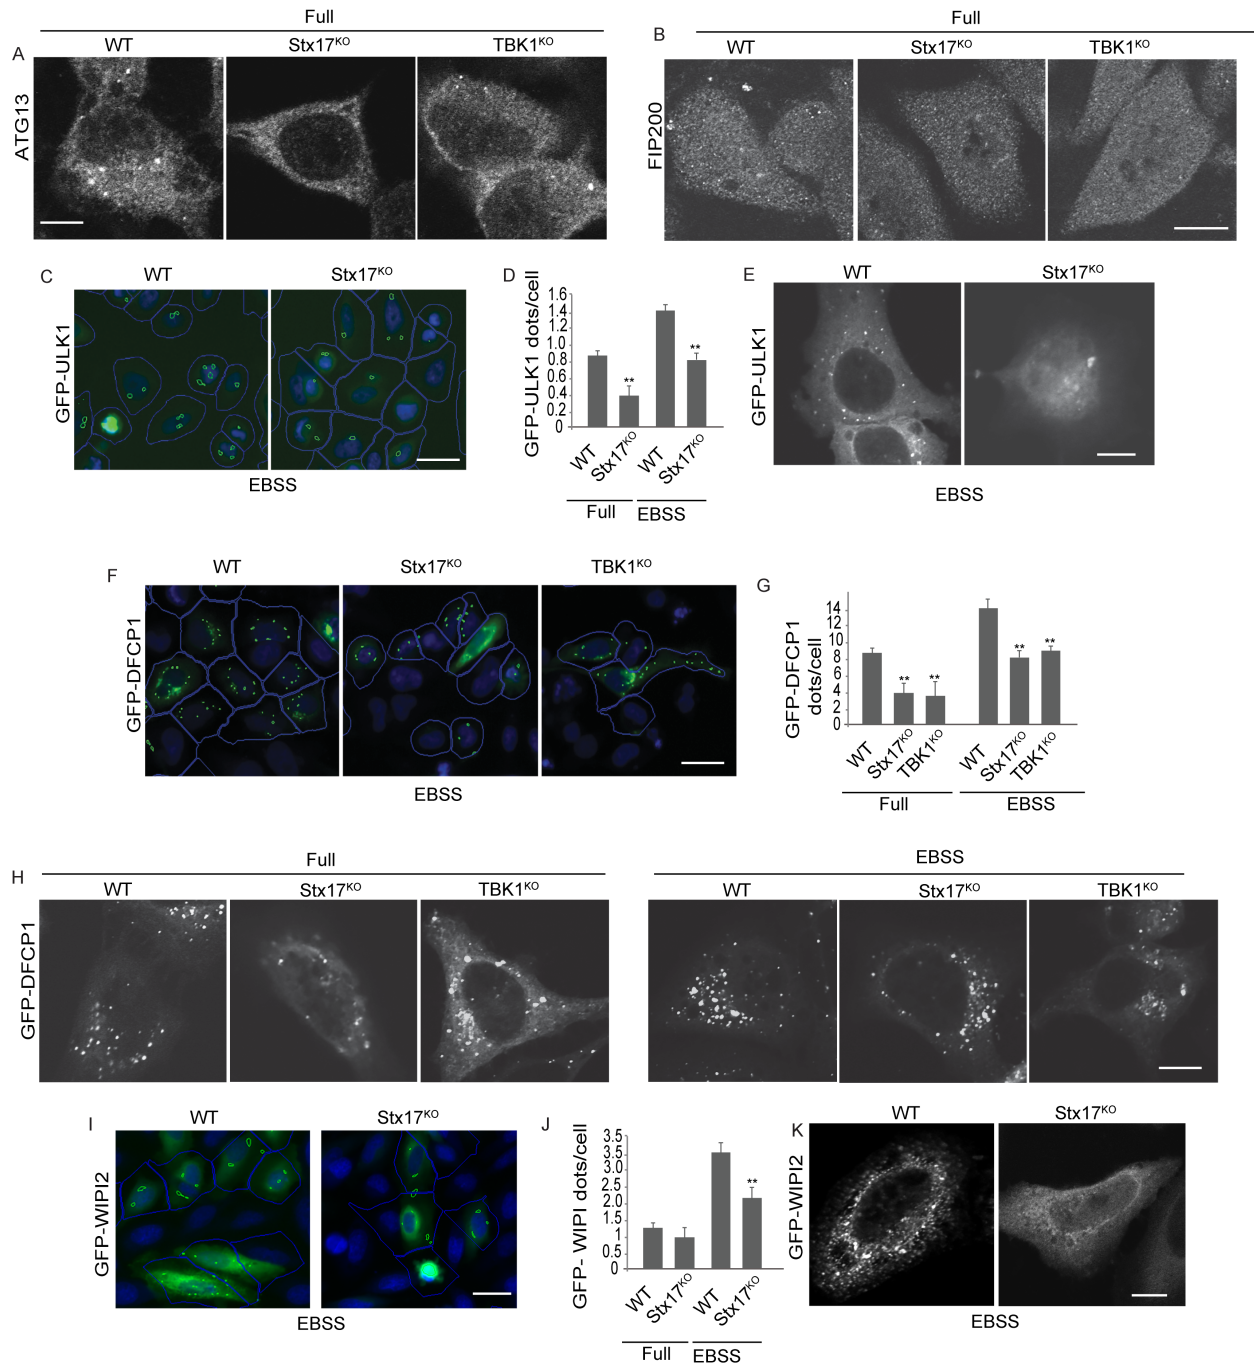 Full
A
WT
Stx17KO
TBK1KO
ATG13
Full
B
WT
Stx17KO
TBK1KO
FIP200
C
WT
Stx17KO
GFP-ULK1
EBSS
D
GFP-ULK1 dots/cell
1.6
1.4
1.2
1.0
0.8
0.6
0.4
0.2
0
**
**
WT
Stx17KO
WT
Stx17KO
Full
EBSS
E
WT
Stx17KO
GFP-ULK1
EBSS
F
WT
Stx17KO
TBK1KO
GFP-DFCP1
EBSS
G
GFP-DFCP1
dots/cell
14
12
10
8
6
4
2
0
**
**
**
**
WT
Stx17KO
TBK1KO
WT
Stx17KO
TBK1KO
Full
EBSS
H
Full
WT
Stx17KO
TBK1KO
GFP-DFCP1
EBSS
WT
Stx17KO
TBK1KO
I
WT
Stx17KO
GFP-WIPI2
EBSS
J
GFP- WIPI dots/cell
3.5
3.5
2.5
2
1.5
1
0.5
0
**
WT
Stx17KO
WT
Stx17KO
Full
EBSS
K
WT
Stx17KO
GFP-WIPI2
EBSS